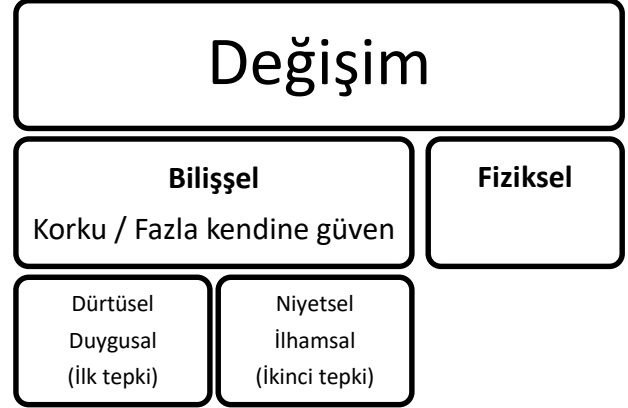 Değişim
Bilişsel
Korku / Fazla kendine güven
Fiziksel
Dürtüsel
Duygusal
(İlk tepki)
Niyetsel
İlhamsal
(İkinci tepki)